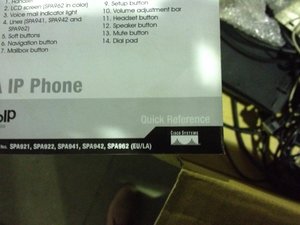 2. LCD screen (SPA962 in color)
3. Voice mail indicator light
4. Lines (SPA941, SPA942 and
SPA962)
5. Soft buttons
6. Navigation button
7. Mailbox button
9. Setup button
10. Volume adjustment bar
11. Headset button
12. Speaker button
13. Mute button
14. Dial pad
IP Phone
Quick Reference
CISCO SYSTEMS
SPA921, SPA922, SPA941, SPA942, SPA962 (EU/LA)